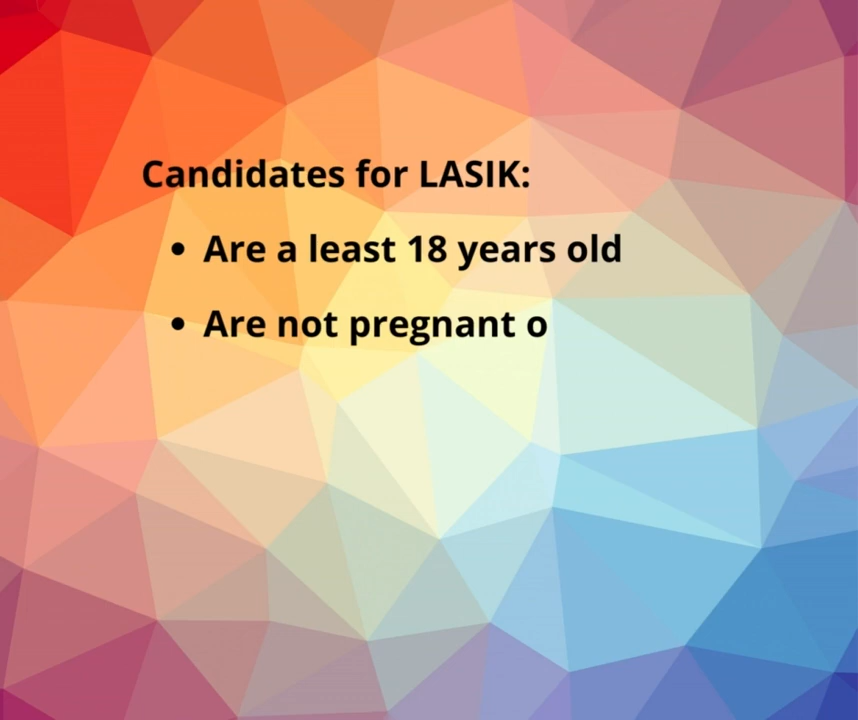 Candidates for LASIK:
• Are a least 18 years old
• Are not pregnant o